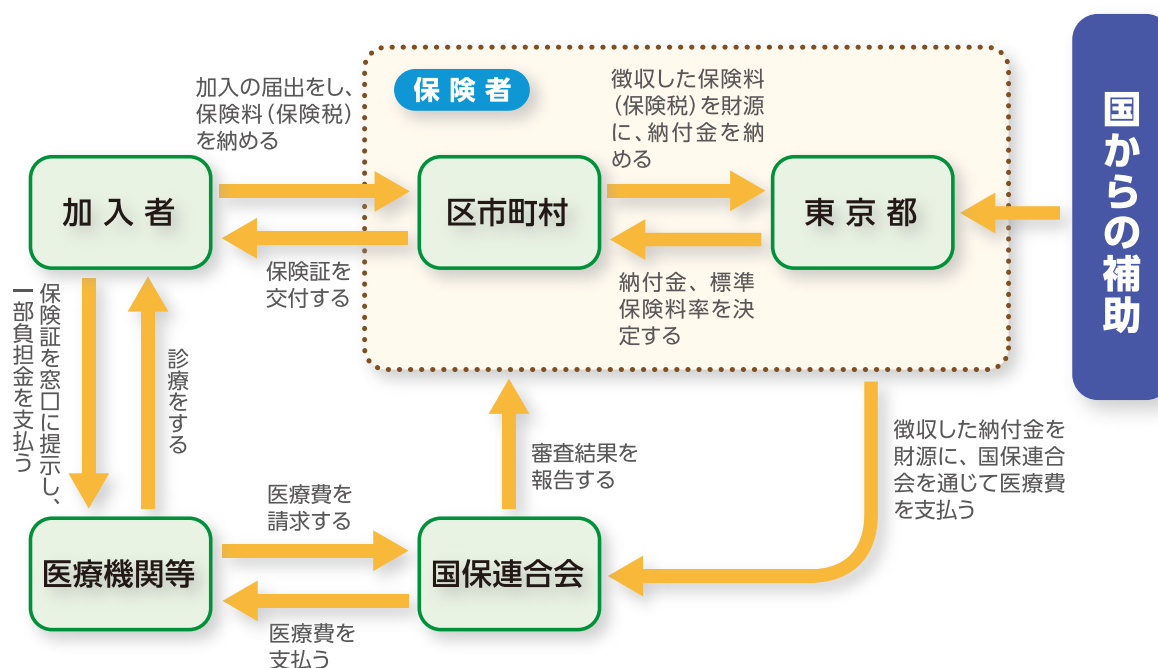 加入の届出をし、
保険料(保険税)
を納める
保険者
徴収した保険料
(保険税)を財源
に、納付金を納
める
国からの補助
加入者
区市町村
東京都
保険証を
交付する
納付金、標準
保険料率を決
定する
保険証を窓口に提示し、
一部負担金を支払う
診療をする
審査結果を
報告する
徴収した納付金を
財源に、国保連合
会を通じて医療費
を支払う
医療費を
請求する
医療機関等
国保連合会
医療費を
支払う